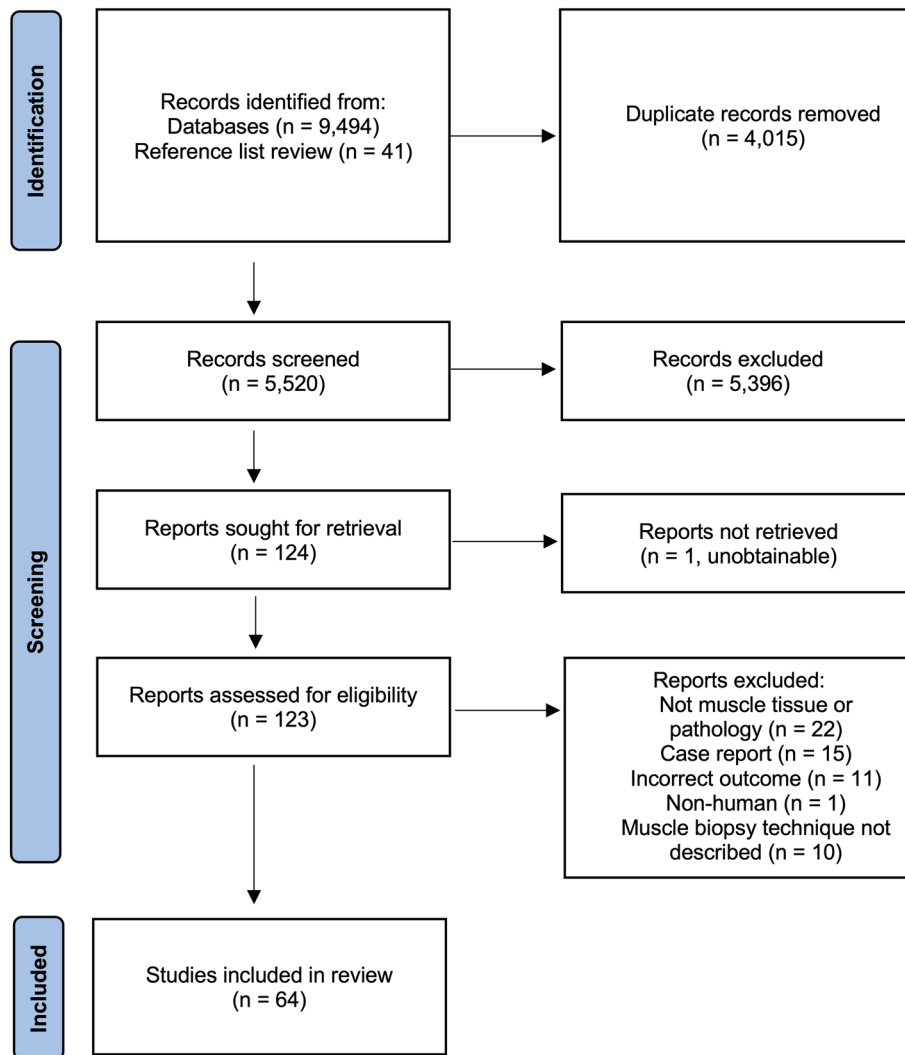 Identification
Records identified from:
Databases (n = 9,494)
Reference list review (n = 41)
Duplicate records removed
(n = 4,015)
Screening
Records screened
(n = 5,520)
Records excluded
(n = 5,396)
Reports sought for retrieval
(n = 124)
Reports not retrieved
(n = 1, unobtainable)
Reports assessed for eligibility
(n = 123)
Reports excluded:
Not muscle tissue or
pathology (n = 22)
Case report (n = 15)
Incorrect outcome (n = 11)
Non-human (n = 1)
Muscle biopsy technique not
described (n = 10)
Included
Studies included in review
(n = 64)